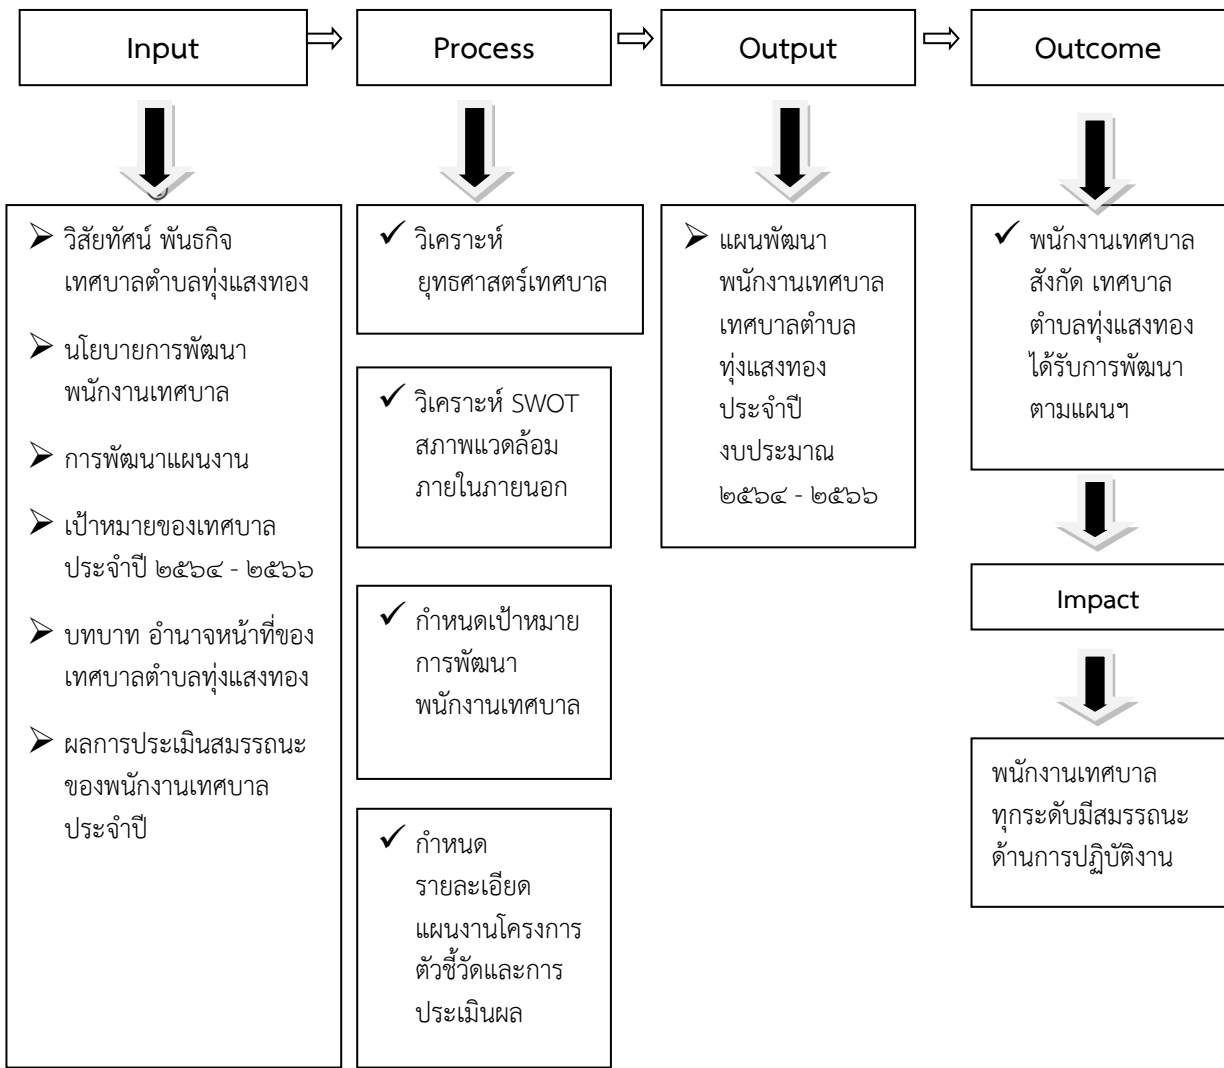 Input
Process
Output
Outcome
➢ วิสัยทัศน์ พันธกิจ
เทศบาลตำบลทุ่งแสงทอง
➢ นโยบายการพัฒนา
พนักงานเทศบาล
➢ การพัฒนาแผนงาน
➢ เป้าหมายของเทศบาล
ประจำปี ๒๕๖๔ - ๒๕๖๖
➢ บทบาท อำนาจหน้าที่ของ
เทศบาลตำบลทุ่งแสงทอง
➢ ผลการประเมินสมรรถนะ
ของพนักงานเทศบาล
ประจำปี
✓ วิเคราะห์
ยุทธศาสตร์เทศบาล
✓ วิเคราะห์ SWOT
สภาพแวดล้อม
ภายในภายนอก
✓ กำหนดเป้าหมาย
การพัฒนา
พนักงานเทศบาล
✓ กำหนด
รายละเอียด
แผนงานโครงการ
ตัวชี้วัดและการ
ประเมินผล
➢ แผนพัฒนา
พนักงานเทศบาล
เทศบาลตำบล
ทุ่งแสงทอง
ประจำปี
งบประมาณ
๒๕๖๔ - ๒๕๖๖
✓ พนักงานเทศบาล
สังกัด เทศบาล
ตำบลทุ่งแสงทอง
ได้รับการพัฒนา
ตามแผนฯ
Impact
พนักงานเทศบาล
ทุกระดับมีสมรรถนะ
ด้านการปฏิบัติงาน